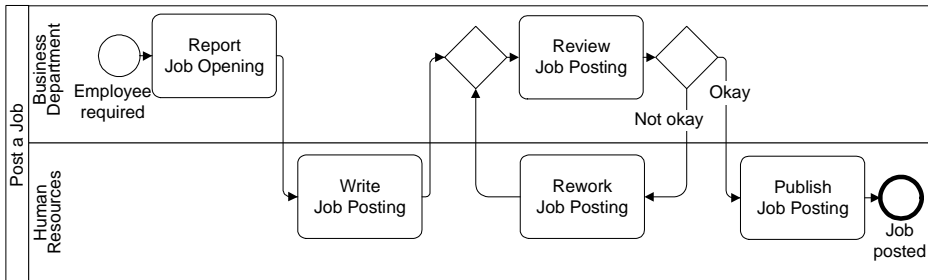 Post a Job
Business
Department
Employee
required
Report
Job Opening
Review
Job Posting
Okay
Not okay
Human
Resources
Write
Job Posting
Rework
Job Posting
Publish
Job Posting
Job
posted